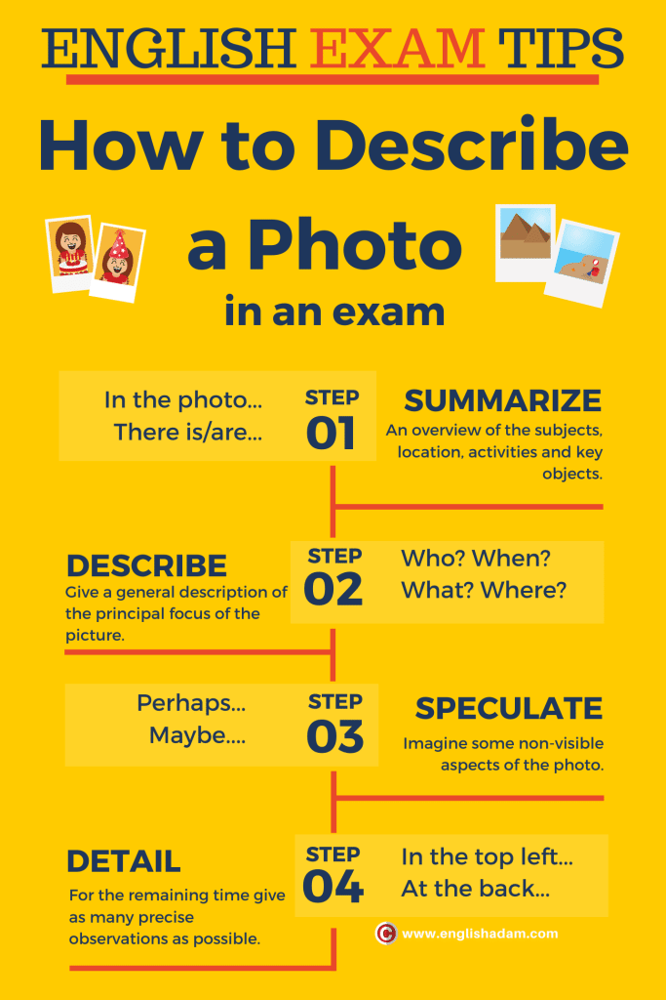 ENGLISH EXAM TIPS
How to Describe
a Photo
in an exam
In the photo...
There is/are...
STEP
01
SUMMARIZE
An overview of the subjects,
location, activities and key
objects.
DESCRIBE
Give a general description of
the principal focus of the
picture.
STEP
02
Who? When?
What? Where?
Perhaps...
Maybe....
STEP
03
SPECULATE
Imagine some non-visible
aspects of the photo.
DETAIL
For the remaining time give
as many precise
observations as possible.
STEP
04
In the top left...
At the back...
© www.englishadam.com